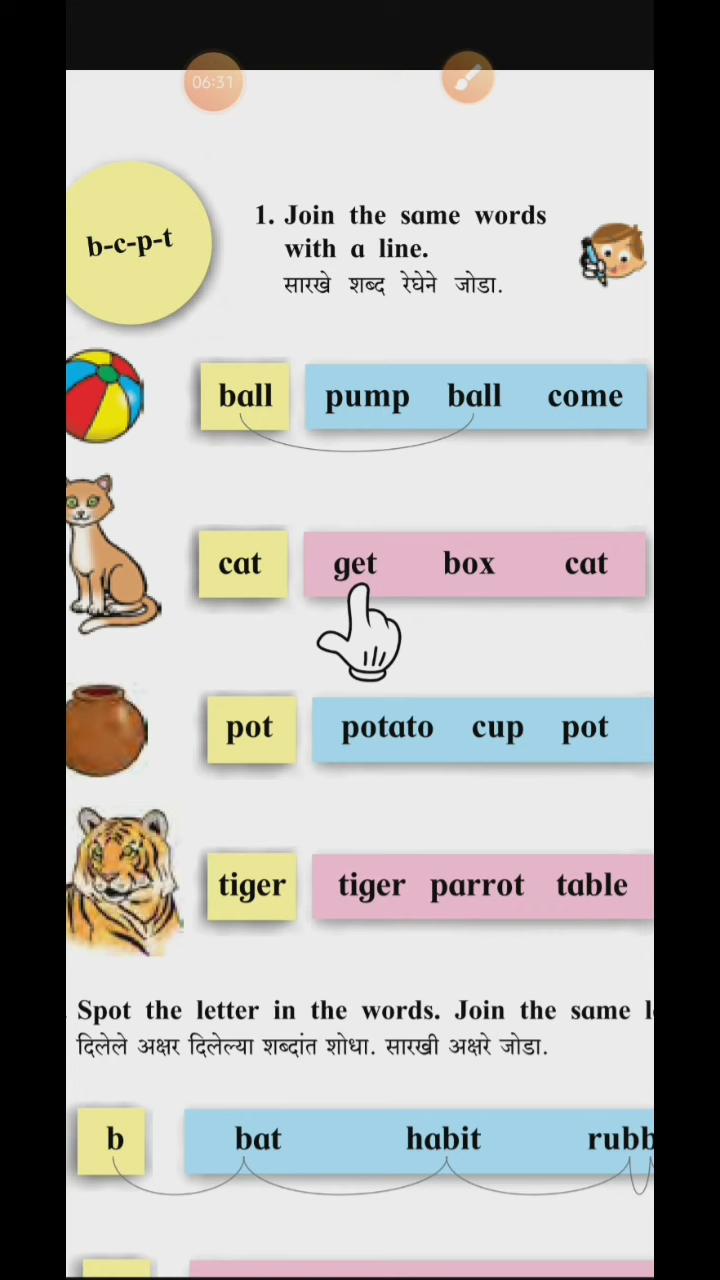 06:31
b-c-p-t
1. Join the same words
with a line.
सारखे शब्द रेघेने जोडा.
ball pump ball come
cat get box cat
pot potato cup pot
tiger tiger parrot table
Spot the letter in the words. Join the same
दिलेले अक्षर दिलेल्या शब्दांत शोधा. सारखी अक्षरे जोडा.
b bat habit rubb